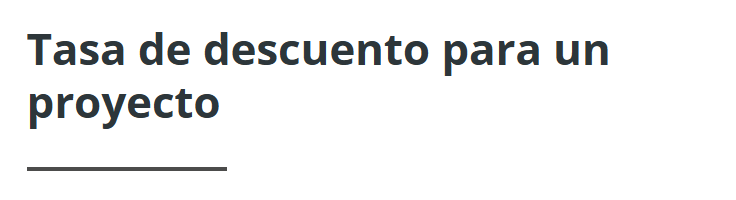 Tasa de descuento para un
proyecto